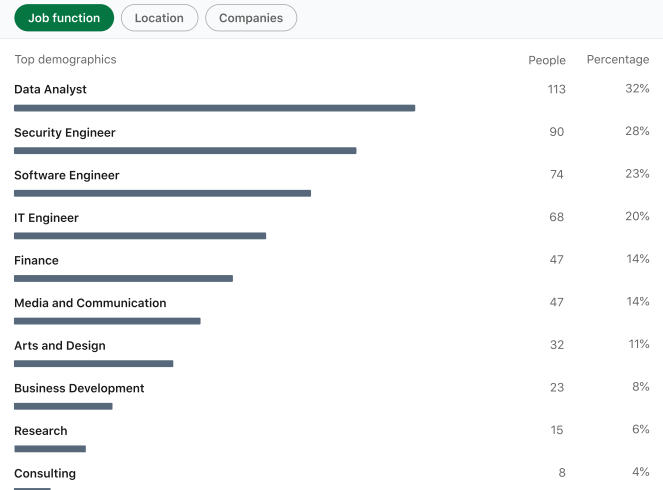 Job function Location Companies
Top demographics People Percentage
Data Analyst 113 32%
Security Engineer 90 28%
Software Engineer 74 23%
IT Engineer 68 20%
Finance 47 14%
Media and Communication 47 14%
Arts and Design 32 11%
Business Development 23 8%
Research 15 6%
Consulting 8 4%